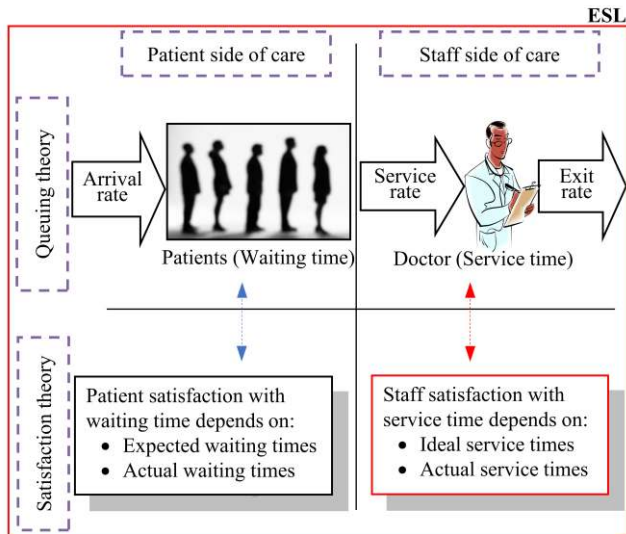 ESL
Patient side of care
Staff side of care
Queuing theory
Arrival
rate
Service
rate
Exit
rate
Patients (Waiting time)
Doctor (Service time)
Satisfaction theory
Patient satisfaction with
waiting time depends on:
• Expected waiting times
• Actual waiting times
Staff satisfaction with
service time depends on:
• Ideal service times
• Actual service times